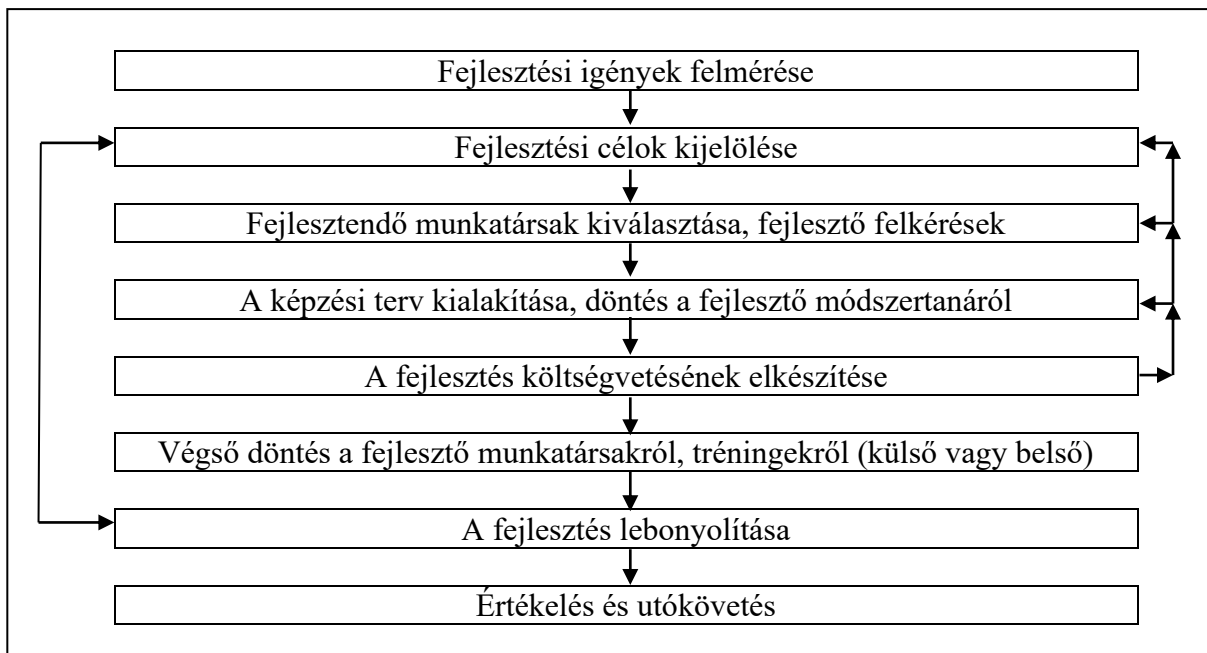 Fejlesztési igények felmérése
Fejlesztési célok kijelölése
Fejlesztendő munkatársak kiválasztása, fejlesztő felkérések
A képzési terv kialakítása, döntés a fejlesztő módszertanáról
A fejlesztés költségvetésének elkészítése
Végső döntés a fejlesztő munkatársakról, tréningekről (külső vagy belső)
A fejlesztés lebonyolítása
Értékelés és utókövetés